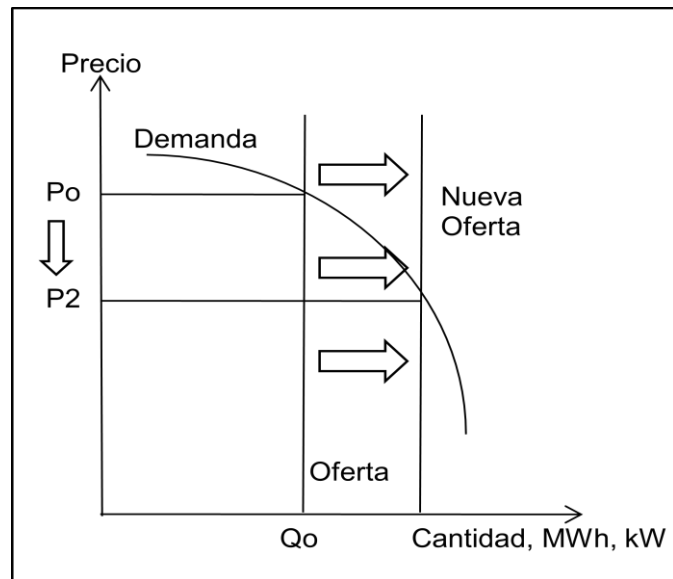 Precio
Demanda
Po
Nueva
Oferta
P2
Oferta
Qo
Cantidad, MWh, kW